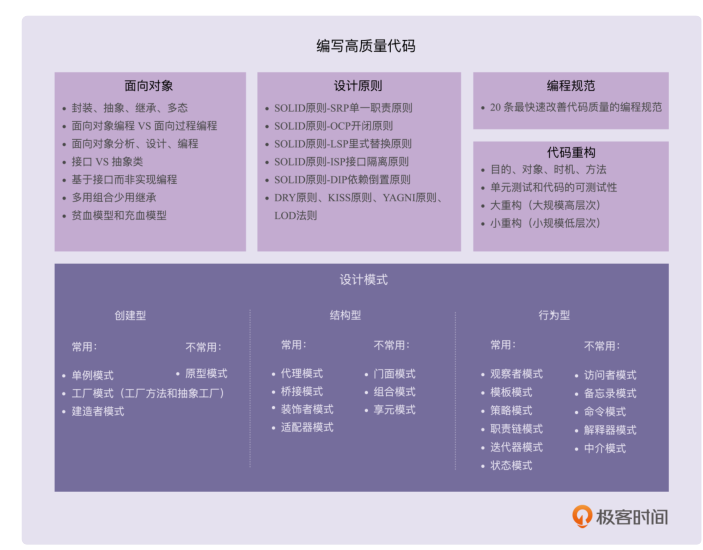 编写高质量代码
面向对象
封装、抽象、继承、多态
面向对象编程 VS 面向过程编程
面向对象分析、设计、编程
接口 VS 抽象类
基于接口而非实现编程
多用组合少用继承
贫血模型和充血模型
设计原则
SOLID原则-SRP单一职责原则
SOLID原则-OCP开闭原则
SOLID原则-LSP里式替换原则
SOLID原则-ISP接口隔离原则
SOLID原则-DIP依赖倒置原则
DRY原则、KISS原则、YAGNI原则、
LOD法则
编程规范
20 条最快速改善代码质量的编程规范
代码重构
目的、对象、时机、方法
单元测试和代码的可测试性
大重构（大规模高层次）
小重构（小规模低层次）
设计模式
创建型
常用：
单例模式
工厂模式（工厂方法和抽象工厂）
建造者模式
不常用：
原型模式
结构型
常用：
代理模式
桥接模式
装饰者模式
适配器模式
不常用：
门面模式
组合模式
享元模式
行为型
常用：
观察者模式
模板模式
策略模式
职责链模式
迭代器模式
状态模式
不常用：
访问者模式
备忘录模式
命令模式
解释器模式
中介模式
极客时间